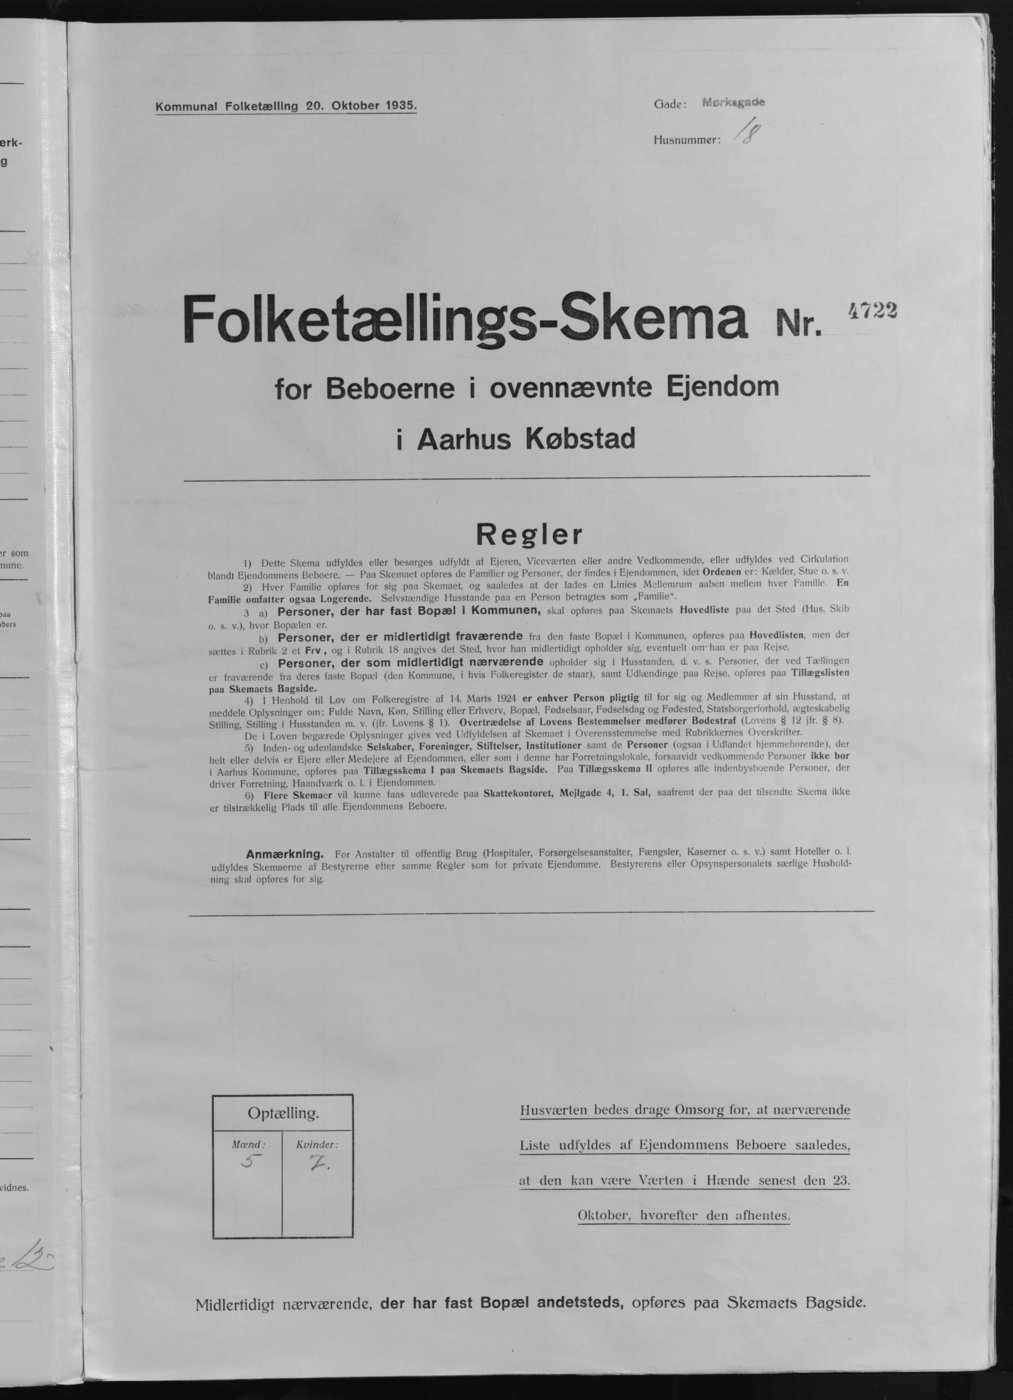 Kommunal Folketælling 20. Oktober 1935.
Gade: Mørksgade
Husnummer: 18
Folketællings-Skema Nr. 4722
for Beboerne i ovennævnte Ejendom
i Aarhus Købstad
Regler
1) Dette Skema udfyldes eller besørges udfyldt af Ejeren, Viceværten eller andre Vedkommende, eller udfyldes ved Cirkulation
blandt Ejendommens Beboere. — Paa Skemaet opføres de Familier og Personer, der findes i Ejendommen, idet Ordenen er: Kælder, Stue o. s. v.
2) Hver Familie opføres for sig paa Skemaet, og saaledes at der lades en Linies Mellemrum aaben mellem hver Familie. En
Familie omfatter ogsaa Logerende. Selvstændige Husstande paa en Person betragtes som „Familie“.
3 a) Personer, der har fast Bopæl i Kommunen, skal opføres paa Skemaets Hovedliste paa det Sted (Hus, Skib
o. s. v.), hvor Bopælen er.
b) Personer, der er midlertidigt fraværende fra den faste Bopæl i Kommunen, opføres paa Hovedlisten, men der
sættes i Rubrik 2 et Frv, og i Rubrik 18 angives det Sted, hvor han midlertidigt opholder sig, eventuelt om han er paa Rejse.
c) Personer, der som midlertidigt nærværende opholder sig i Husstanden, d. v. s. Personer, der ved Tællingen
er fraværende fra deres faste Bopæl (den Kommune, i hvis Folkeregister de staar), samt Udlændinge paa Rejse, opføres paa Tillægslisten
paa Skemaets Bagside.
4) I Henhold til Lov om Folkeregistre af 14. Marts 1924 er enhver Person pligtig til for sig og Medlemmer af sin Husstand, at
meddele Oplysninger om: Fulde Navn, Køn, Stilling eller Erhverv, Bopæl, Fødselsaar, Fødselsdag og Fødested, Statsborgerforhold, ægteskabelig
Stilling, Stilling i Husstanden m. v. (jfr. Lovens § 1). Overtrædelse af Lovens Bestemmelser medfører Bødestraf (Lovens § 12 jfr. § 8).
De i Loven begærede Oplysninger gives ved Udfyldelsen af Skemaet i Overensstemmelse med Rubrikkernes Overskrifter.
5) Inden- og udenlandske Selskaber, Foreninger, Stiftelser, Institutioner samt de Personer (ogsaa i Udlandet hjemmehørende), der
helt eller delvis er Ejere eller Medejere af Ejendommen, eller som i denne har Forretningslokale, forsaavidt vedkommende Personer ikke bor
i Aarhus Kommune, opføres paa Tillægsskema I paa Skemaets Bagside. Paa Tillægsskema II opføres alle indenbysboende Personer, der
driver Forretning, Haandværk o. l. i Ejendommen.
6) Flere Skemaer vil kunne faas udleverede paa Skattekontoret, Mejlgade 4, 1. Sal, saafremt der paa det tilsendte Skema ikke
er tilstrækkelig Plads til alle Ejendommens Beboere.
Anmærkning. For Anstalter til offentlig Brug (Hospitaler, Forsørgelsesanstalter, Fængsler, Kaserner o. s. v.) samt Hoteller o. l.
udfyldes Skemaerne af Bestyrerne efter samme Regler som for private Ejendomme. Bestyrerens eller Opsynspersonalets særlige Hushold-
ning skal opføres for sig.
Optælling.
Mænd: Kvinder:
5 7.
Husværten bedes drage Omsorg for, at nærværende
Liste udfyldes af Ejendommens Beboere saaledes,
at den kan være Værten i Hænde senest den 23.
Oktober, hvorefter den afhentes.
Midlertidigt nærværende, der har fast Bopæl andetsteds, opføres paa Skemaets Bagside.